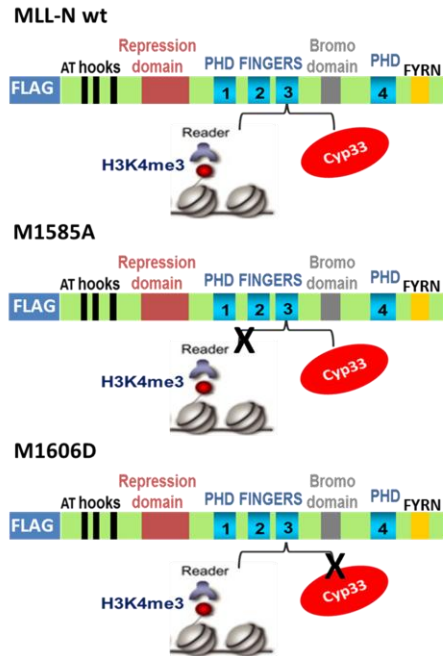 MLL-N wt
Repression domain
PHD FINGERS
Bromo domain
PHD
AT hooks
FYRN
FLAG
1
2
3
4
Reader
H3K4me3
Cyp33
M1585A
Repression domain
PHD FINGERS
Bromo domain
PHD
AT hooks
FYRN
FLAG
1
2
3
4
Reader
X
H3K4me3
Cyp33
M1606D
Repression domain
PHD FINGERS
Bromo domain
PHD
AT hooks
FYRN
FLAG
1
2
3
4
Reader
X
H3K4me3
Cyp33